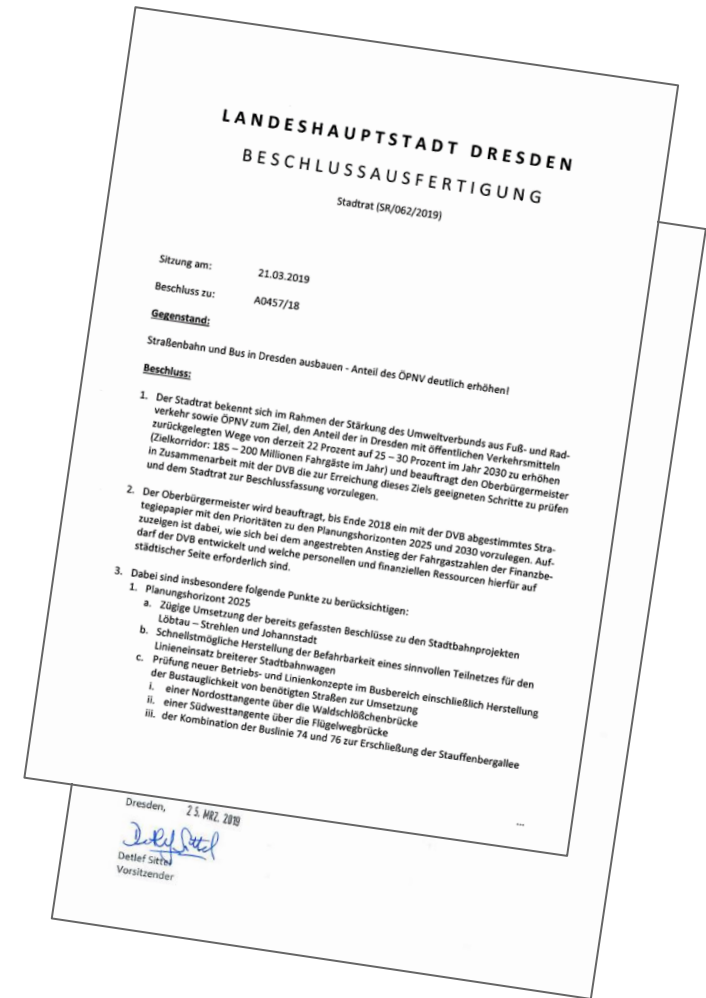 LANDESHAUPTSTADT DRESDEN
BESCHLUSSAUSFERTIGUNG
Stadtrat (SR/062/2019)
Sitzung am: 21.03.2019
Beschluss zu: A0457/18
Gegenstand:
Straßenbahn und Bus in Dresden ausbauen - Anteil des ÖPNV deutlich erhöhen!
Beschluss:
1. Der Stadtrat bekennt sich im Rahmen der Stärkung des Umweltverbunds aus Fuß- und Rad-
verkehr sowie ÖPNV zum Ziel, den Anteil der in Dresden mit öffentlichen Verkehrsmitteln
zurückgelegten Wege von derzeit 22 Prozent auf 25 – 30 Prozent im Jahr 2030 zu erhöhen
(Zielkorridor: 185 – 200 Millionen Fahrgäste im Jahr) und beauftragt den Oberbürgermeister
in Zusammenarbeit mit der DVB die zur Erreichung dieses Ziels geeigneten Schritte zu prüfen
und dem Stadtrat zur Beschlussfassung vorzulegen.
2. Der Oberbürgermeister wird beauftragt, bis Ende 2018 ein mit der DVB abgestimmtes Stra-
tegiepapier mit den Prioritäten zu den Planungshorizonten 2025 und 2030 vorzulegen. Auf-
zuzeigen ist dabei, wie sich bei dem angestrebten Anstieg der Fahrgastzahlen der Finanzbe-
darf der DVB entwickelt und welche personellen und finanziellen Ressourcen hierfür auf
städtischer Seite erforderlich sind.
3. Dabei sind insbesondere folgende Punkte zu berücksichtigen:
1. Planungshorizont 2025
a. Zügige Umsetzung der bereits gefassten Beschlüsse zu den Stadtbahnprojekten
Löbtau – Strehlen und Johannstadt
b. Schnellstmögliche Herstellung der Befahrbarkeit eines sinnvollen Teilnetzes für den
Linieneinsatz breiterer Stadtbahnwagen
c. Prüfung neuer Betriebs- und Linienkonzepte im Busbereich einschließlich Herstellung
der Bustauglichkeit von benötigten Straßen zur Umsetzung
i. einer Nordosttangente über die Waldschlößchenbrücke
ii. einer Südwesttangente über die Flügelwegbrücke
iii. der Kombination der Buslinie 74 und 76 zur Erschließung der Stauffenbergallee
...
Dresden, 25. MRZ. 2019
Detlef Sittel
Detlef Sittel
Vorsitzender